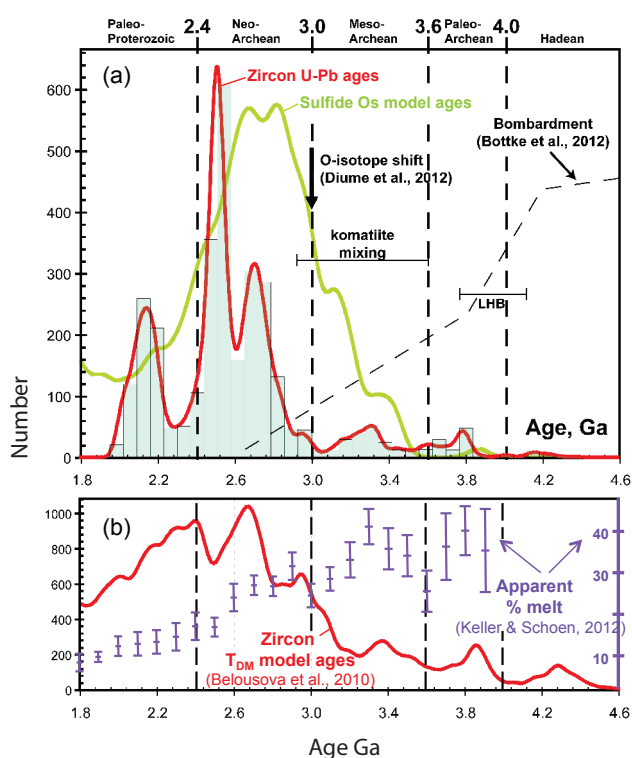 Paleo-
Proterozoic
2.4
Neo-
Archean
3.0
Meso-
Archean
3.6
Paleo-
Archean
4.0
Hadean
(a)
Zircon U-Pb ages
Sulfide Os model ages
Bombardment
(Bottke et al., 2012)
O-isotope shift
(Diume et al., 2012)
komatiite
mixing
LHB
Age, Ga
Number
600
500
400
300
200
100
0
1.8 2.2 2.6 3.0 3.4 3.8 4.2 4.6
(b)
1000
800
600
400
200
0
40
30
20
10
Apparent
% melt
(Keller & Schoen, 2012)
Zircon
TDM model ages
(Belousova et al., 2010)
1.8 2.2 2.6 3.0 3.4 3.8 4.2 4.6
Age Ga